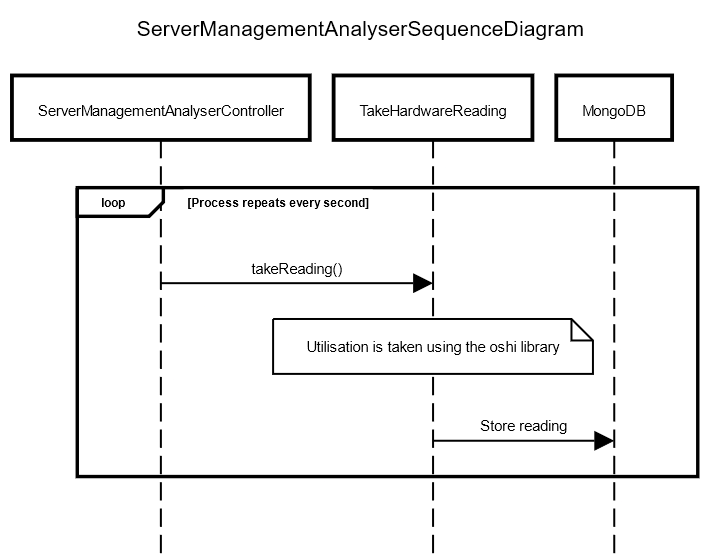 ServerManagementAnalyserSequenceDiagram
ServerManagementAnalyserController
TakeHardwareReading
MongoDB
loop
[Process repeats every second]
takeReading()
Utilisation is taken using the oshi library
Store reading